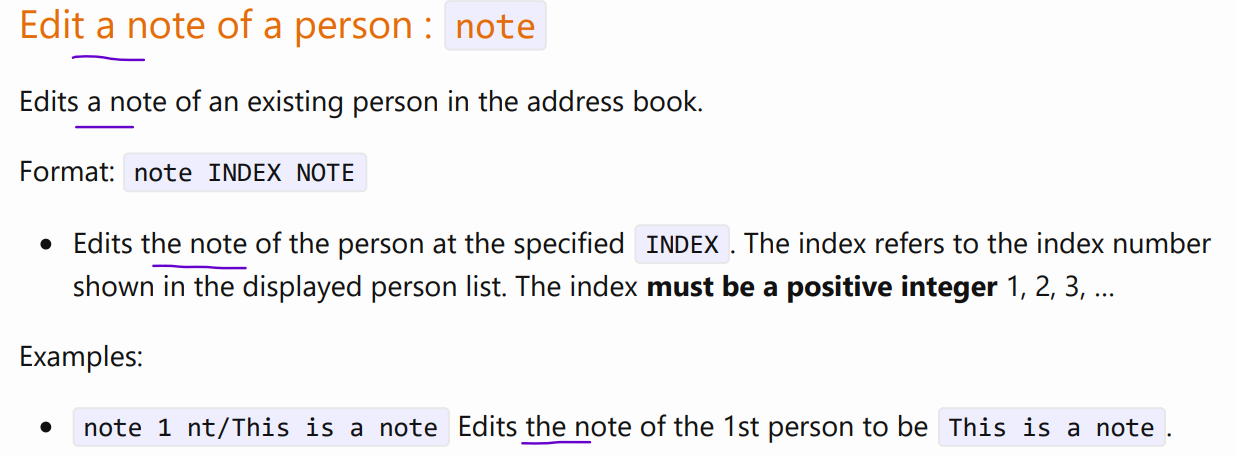 Edit a note of a person : note
Edits a note of an existing person in the address book.
Format: note INDEX NOTE
• Edits the note of the person at the specified INDEX. The index refers to the index number
shown in the displayed person list. The index must be a positive integer 1, 2, 3, …
Examples:
• note 1 nt/This is a note Edits the note of the 1st person to be This is a note.